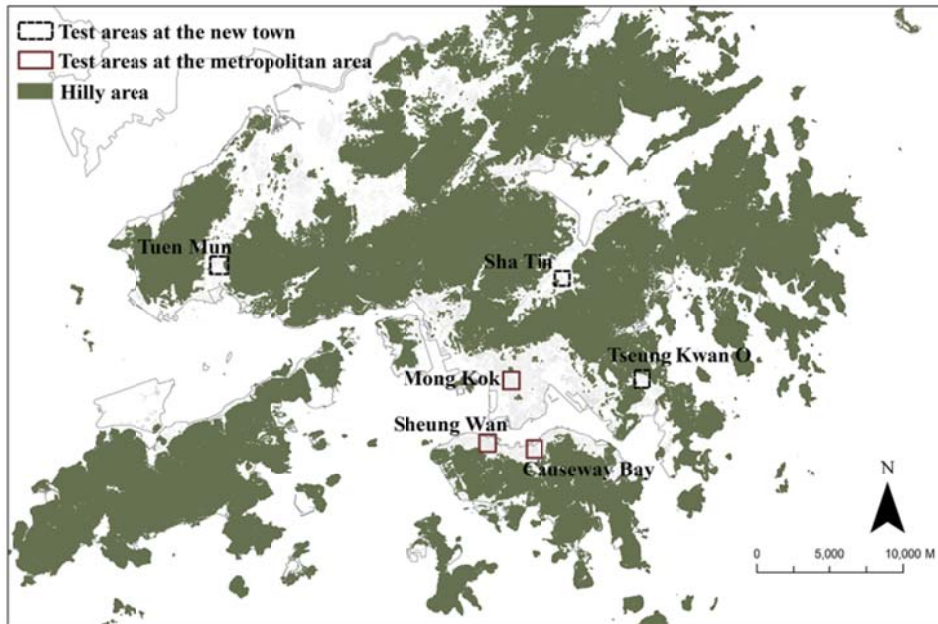 Test areas at the new town
Test areas at the metropolitan area
Hilly area
Tuen Mun
Sha Tin
Tseung Kwan O
Mong Kok
Sheung Wan
Causeway Bay
N
0 5,000 10,000 M